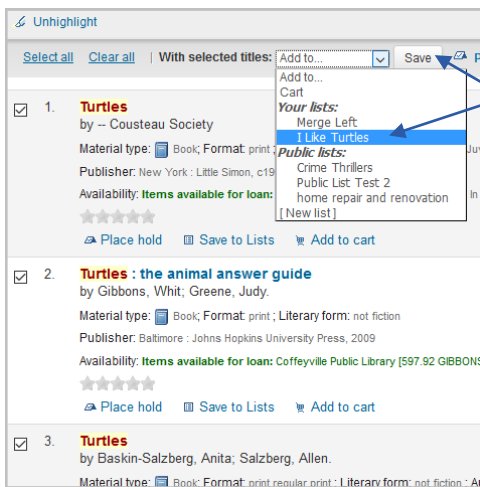 Unhighlight
Select all Clear all | With selected titles: Add to... Save
Add to...
Cart
Your lists:
Merge Left
I Like Turtles
Public lists:
Crime Thrillers
Public List Test 2
home repair and renovation
[ New list ]
1. Turtles
by -- Cousteau Society
Material type: Book; Format: print ;
Publisher: New York : Little Simon, c19
Availability: Items available for loan: In
Place hold Save to Lists Add to cart
2. Turtles : the animal answer guide
by Gibbons, Whit; Greene, Judy.
Material type: Book; Format: print ; Literary form: not fiction
Publisher: Baltimore : Johns Hopkins University Press, 2009
Availability: Items available for loan: Coffeyville Public Library [597.92 GIBBONS
Place hold Save to Lists Add to cart
3. Turtles
by Baskin-Salzberg, Anita; Salzberg, Allen.
Material type: Book; Format: print regular print ; Literary form: not fiction ;